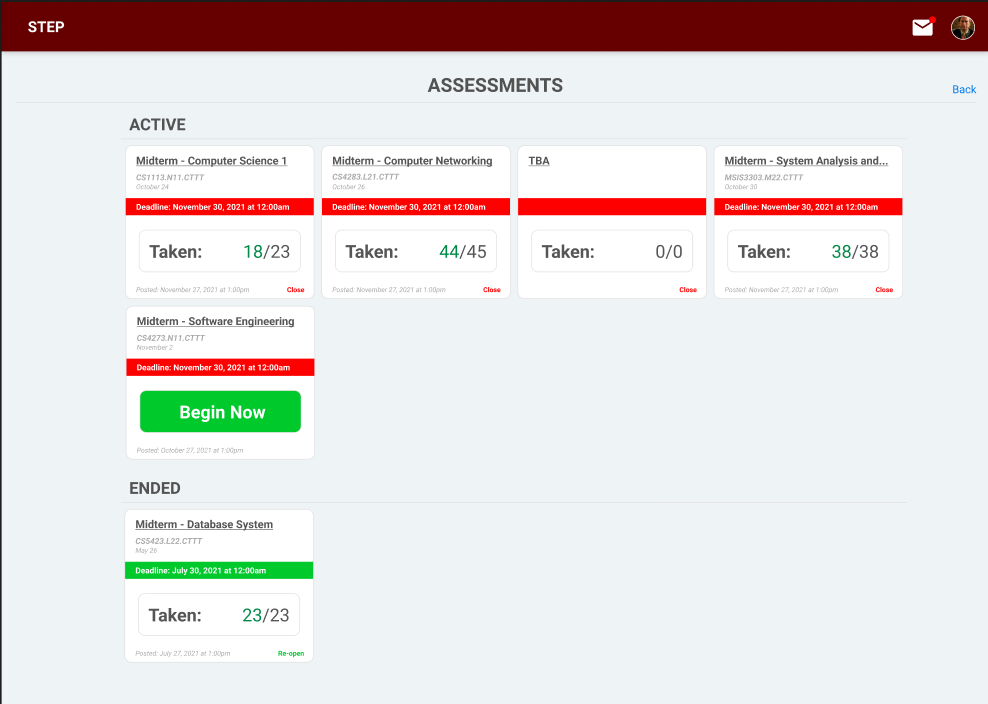 STEP
ASSESSMENTS
Back
ACTIVE
Midterm - Computer Science 1
CS1113.N11.CTTT
October 24
Deadline: November 30, 2021 at 12:00am
Taken: 18/23
Posted: November 27, 2021 at 1:00pm Close
Midterm - Computer Networking
CS4283.L21.CTTT
October 26
Deadline: November 30, 2021 at 12:00am
Taken: 44/45
Posted: November 27, 2021 at 1:00pm Close
TBA
Taken: 0/0
Close
Midterm - System Analysis and...
MSIS3303.M22.CTTT
October 30
Deadline: November 30, 2021 at 12:00am
Taken: 38/38
Posted: November 27, 2021 at 1:00pm Close
Midterm - Software Engineering
CS4273.N11.CTTT
November 2
Deadline: November 30, 2021 at 12:00am
Begin Now
Posted: October 27, 2021 at 1:00pm
ENDED
Midterm - Database System
CS5423.L22.CTTT
May 26
Deadline: July 30, 2021 at 12:00am
Taken: 23/23
Posted: July 27, 2021 at 1:00pm Re-open